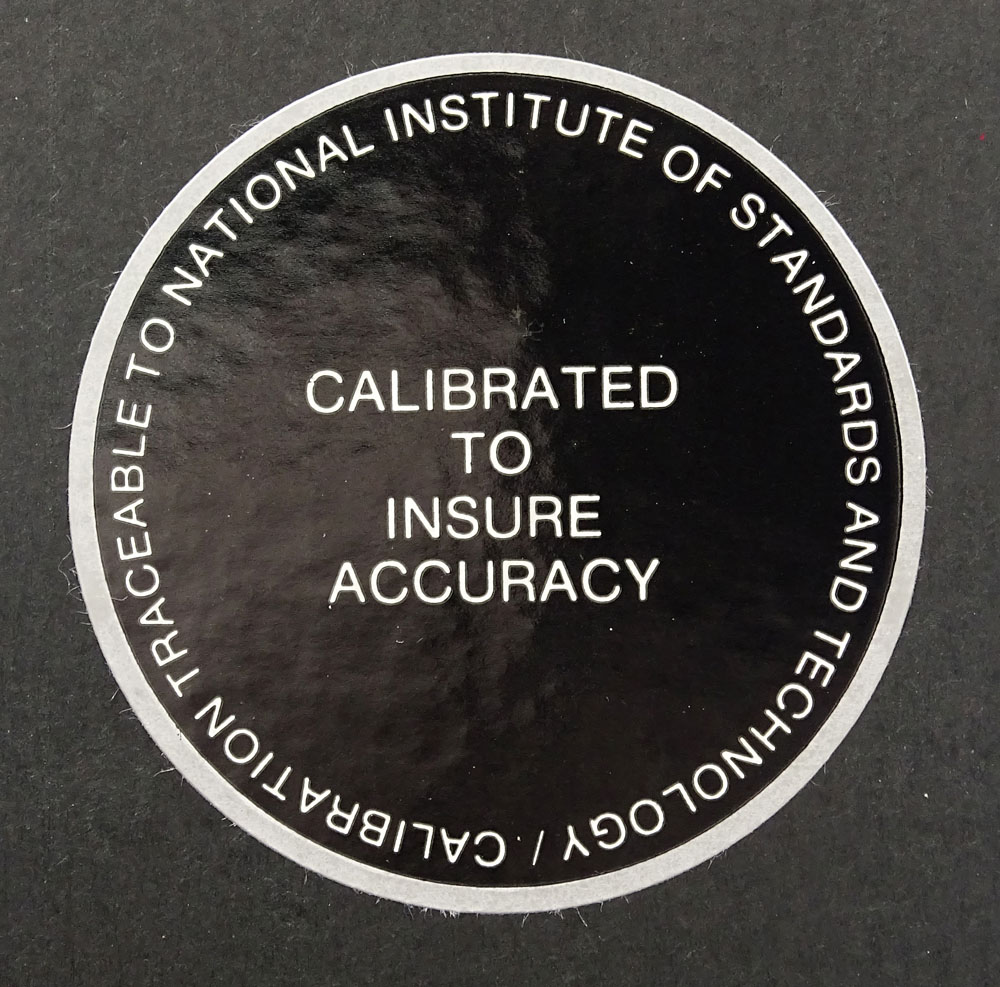 CALIBRATION TRACEABLE TO NATIONAL INSTITUTE OF STANDARDS AND TECHNOLOGY /
CALIBRATED
TO
INSURE
ACCURACY